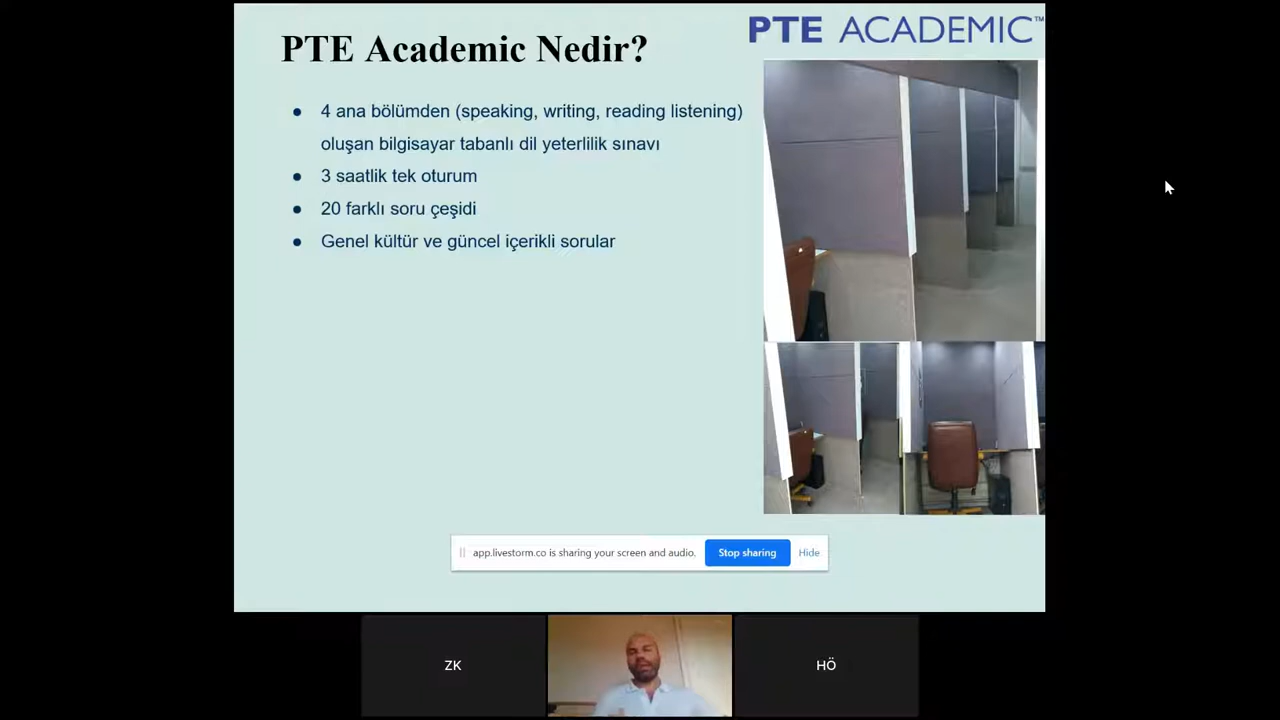 PTE ACADEMIC™
PTE Academic Nedir?
● 4 ana bölümden (speaking, writing, reading listening)
oluşan bilgisayar tabanlı dil yeterlilik sınavı
● 3 saatlik tek oturum
● 20 farklı soru çeşidi
● Genel kültür ve güncel içerikli sorular
app.livestorm.co is sharing your screen and audio. Stop sharing Hide
ZK
HÖ